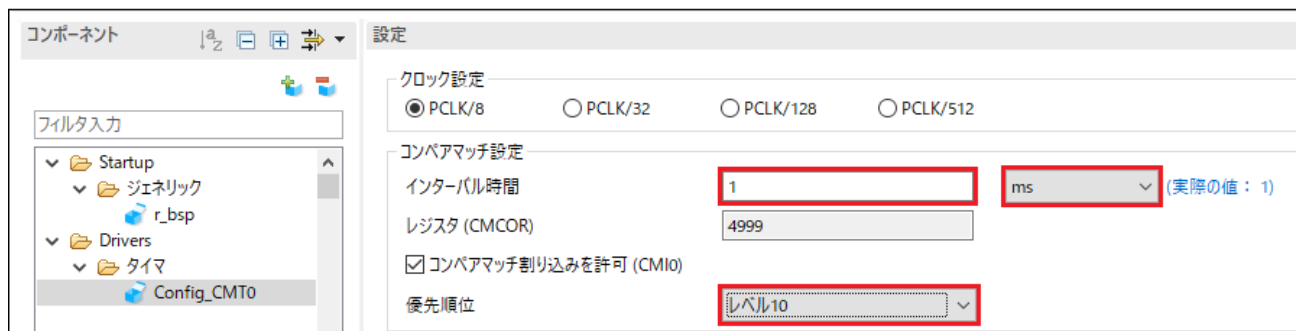 コンポーネント
設定
フィルタ入力
Startup
ジェネリック
r_bsp
Drivers
タイマ
Config_CMT0
クロック設定
PCLK/8 PCLK/32 PCLK/128 PCLK/512
コンペアマッチ設定
インターバル時間 1 ms (実際の値： 1)
レジスタ (CMCOR) 4999
コンペアマッチ割り込みを許可 (CMI0)
優先順位 レベル10